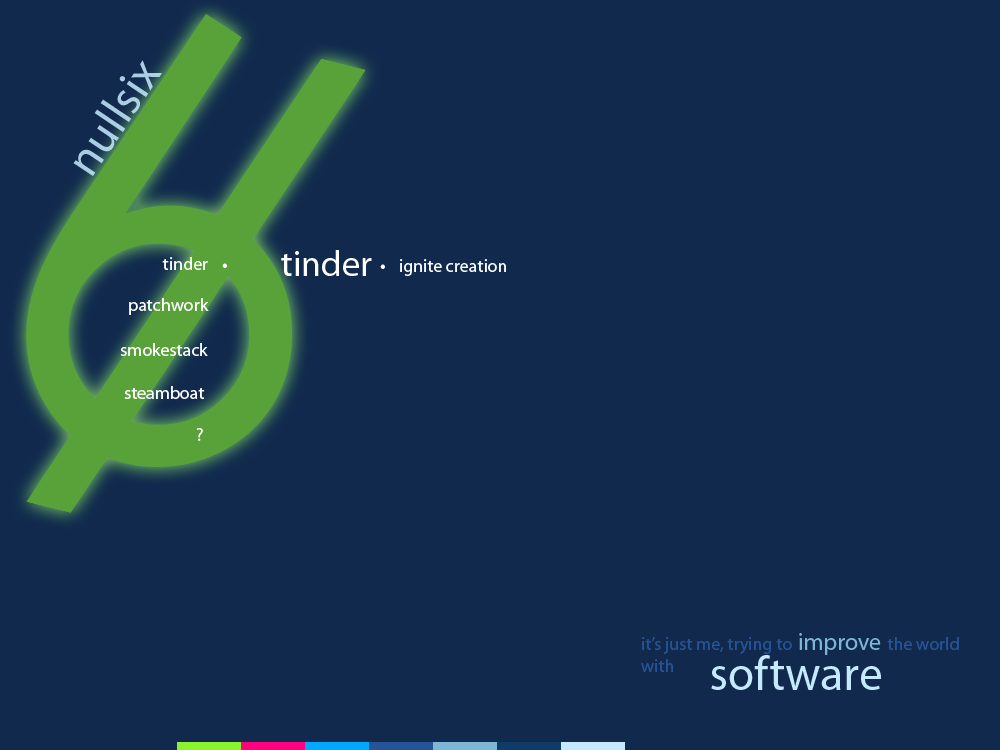 nullsix
tinder • tinder • ignite creation
patchwork
smokestack
steamboat
?
it's just me, trying to improve the world
with software